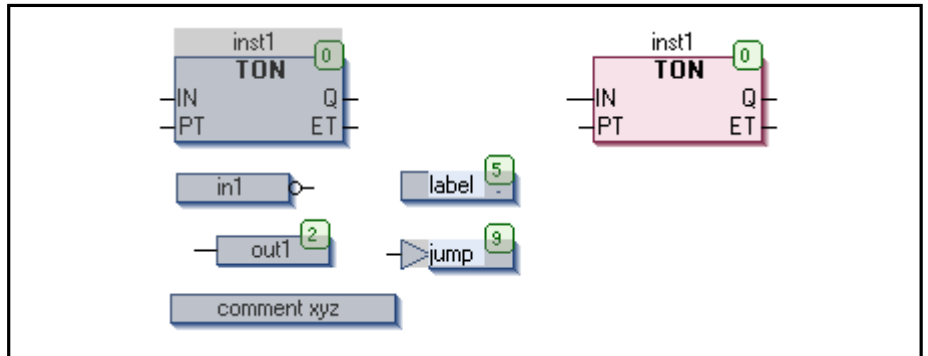 inst1
0
TON
IN Q
PT ET
inst1
0
TON
IN Q
PT ET
in1
label 5
out1 2
jump 9
comment xyz